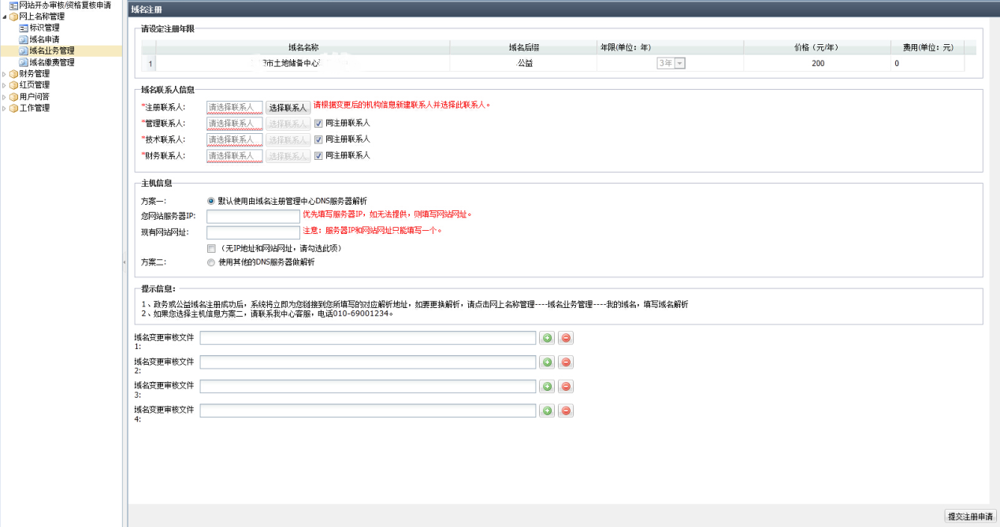 网站开办审核/资格复核申请
网上名称管理
标识管理
域名申请
域名业务管理
域名缴费管理
财务管理
红页管理
用户问答
工作管理
域名注册
请设定注册年限
域名名称 域名后缀 年限(单位：年) 价格（元/年） 费用(单位：元)
1 市土地储备中心 .公益 3年 200 0
域名联系人信息
*注册联系人: 请选择联系人 选择联系人 请根据变更后的机构信息新建联系人并选择此联系人。
*管理联系人: 请选择联系人 选择联系人 同注册联系人
*技术联系人: 请选择联系人 选择联系人 同注册联系人
*财务联系人: 请选择联系人 选择联系人 同注册联系人
主机信息
方案一: 默认使用由域名注册管理中心DNS服务器解析
您网站服务器IP: 优先填写服务器IP，如无法提供，则填写网站网址。
现有网站网址: 注意：服务器IP和网站网址只能填写一个。
（无IP地址和网站网址，请勾选此项）
方案二: 使用其他的DNS服务器做解析
提示信息:
1、政务或公益域名注册成功后，系统将立即为您链接到您所填写的对应解析地址，如要更换解析，请点击网上名称管理----域名业务管理----我的域名，填写域名解析
2、如果您选择主机信息方案二，请联系我中心客服，电话010-69001234。
域名变更审核文件
1:
域名变更审核文件
2:
域名变更审核文件
3:
域名变更审核文件
4:
提交注册申请